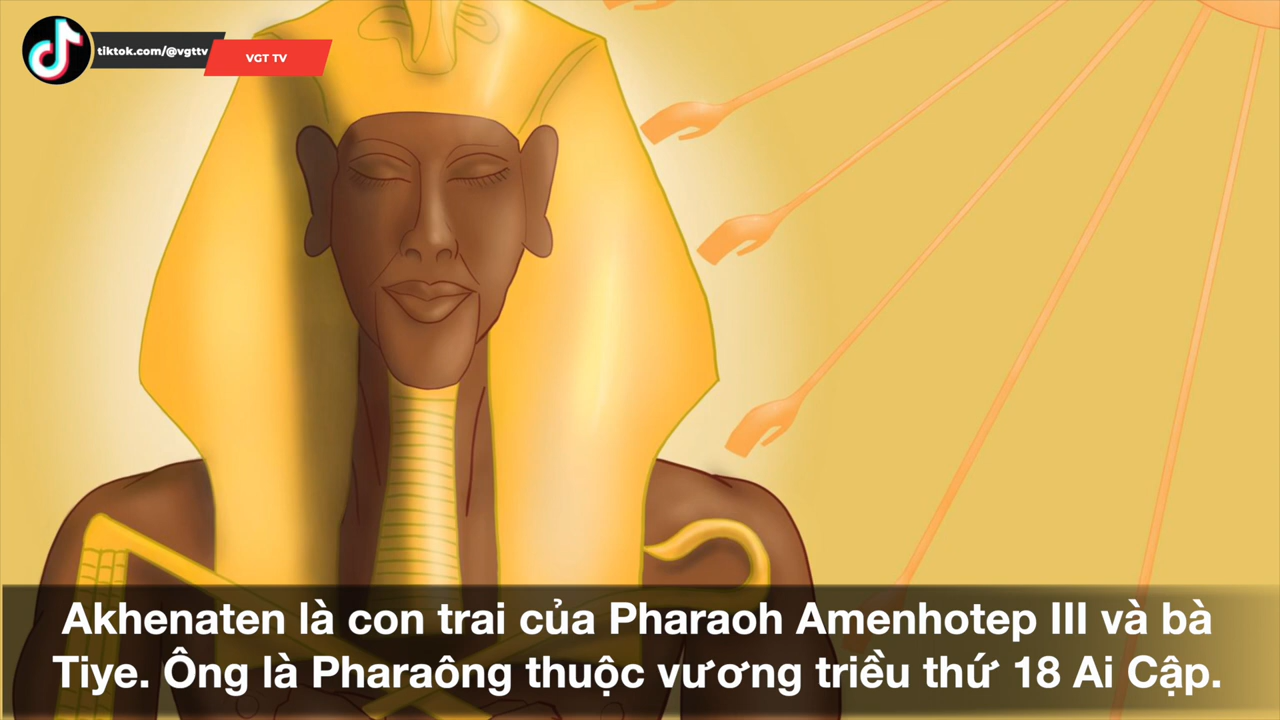 tiktok.com/@vgttv
VGT TV
Akhenaten là con trai của Pharaoh Amenhotep III và bà
Tiye. Ông là Pharaông thuộc vương triều thứ 18 Ai Cập.